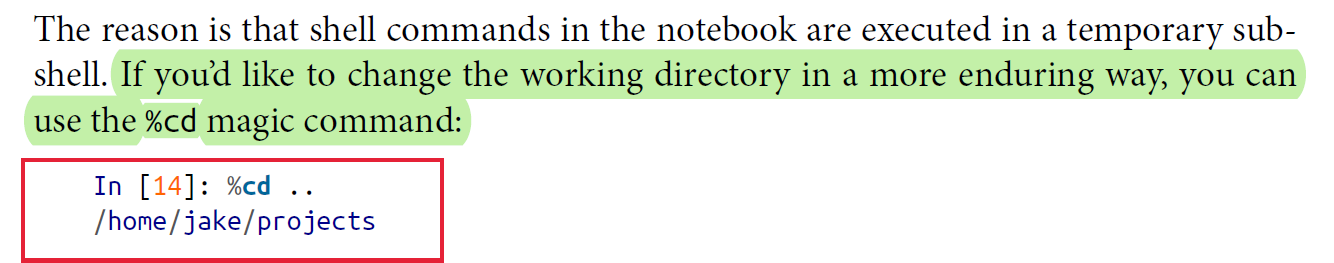 The reason is that shell commands in the notebook are executed in a temporary sub-
shell. If you’d like to change the working directory in a more enduring way, you can
use the %cd magic command:
In [14]: %cd ..
/home/jake/projects